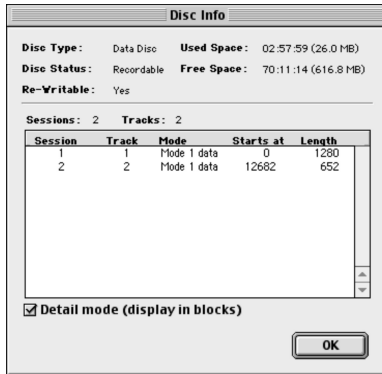 Disc Info
Disc Type: Data Disc Used Space: 02:57:59 (26.0 MB)
Disc Status: Recordable Free Space: 70:11:14 (616.8 MB)
Re-Writable: Yes
Sessions: 2 Tracks: 2
Session Track Mode Starts at Length
1 1 Mode 1 data 0 1280
2 2 Mode 1 data 12682 652
Detail mode (display in blocks)
OK